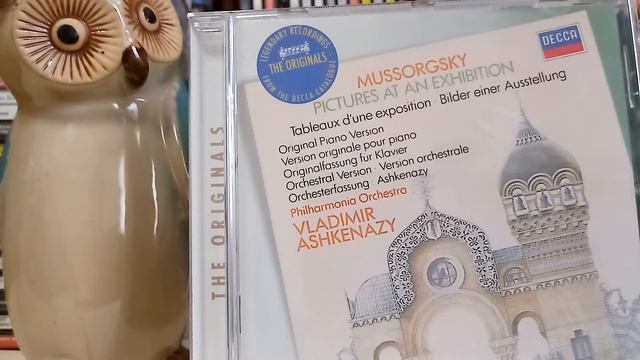 LEGENDARY RECORDINGS
THE ORIGINALS
FROM THE DECCA CATALOGUE
DECCA
MUSSORGSKY
PICTURES AT AN EXHIBITION
Tableaux d'une exposition · Bilder einer Ausstellung
Original Piano Version
Version originale pour piano
Originalfassung für Klavier
Orchestral Version · Version orchestrale
Orchesterfassung Ashkenazy
Philharmonia Orchestra
VLADIMIR
ASHKENAZY
THE ORIGINALS